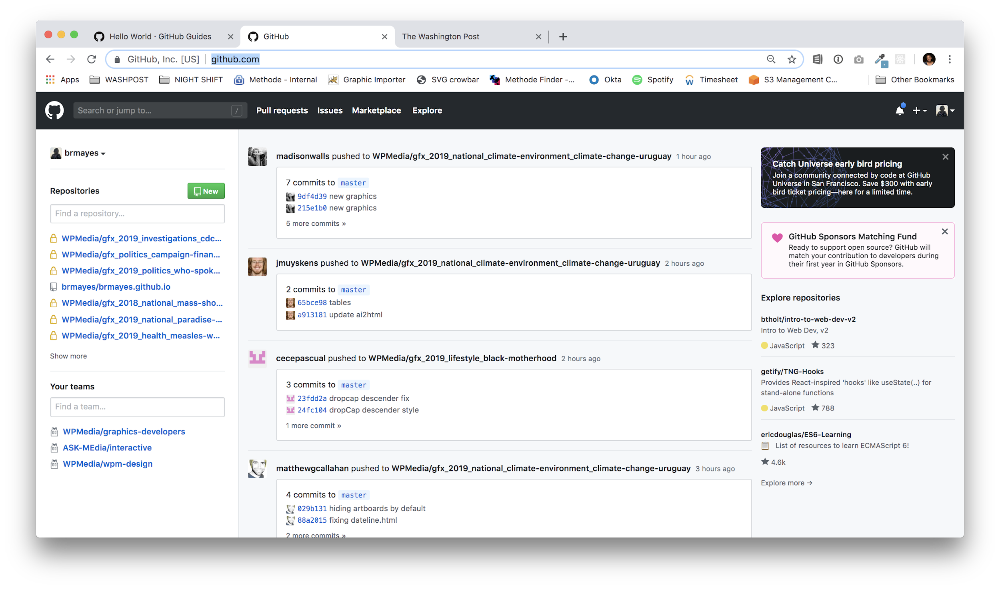 Hello World · GitHub Guides
GitHub
The Washington Post
GitHub, Inc. [US] | github.com
Apps
WASHPOST
NIGHT SHIFT
Methode - Internal
Graphic Importer
SVG crowbar
Methode Finder -...
Okta
Spotify
Timesheet
S3 Management C...
Other Bookmarks
Search or jump to...
/
Pull requests
Issues
Marketplace
Explore
brmayes
Repositories
New
Find a repository...
WPMedia/gfx_2019_investigations_cdc...
WPMedia/gfx_politics_campaign-finan...
WPMedia/gfx_2019_politics_who-spok...
brmayes/brmayes.github.io
WPMedia/gfx_2018_national_mass-sho...
WPMedia/gfx_2019_national_paradise-...
WPMedia/gfx_2019_health_measles-w...
Show more
Your teams
Find a team...
WPMedia/graphics-developers
ASK-MEdia/interactive
WPMedia/wpm-design
madisonwalls pushed to WPMedia/gfx_2019_national_climate-environment_climate-change-uruguay 1 hour ago
7 commits to master
9df4d39 new graphics
215e1b0 new graphics
5 more commits »
jmuyskens pushed to WPMedia/gfx_2019_national_climate-environment_climate-change-uruguay 2 hours ago
2 commits to master
65bce98 tables
a913181 update ai2html
cecepascual pushed to WPMedia/gfx_2019_lifestyle_black-motherhood 2 hours ago
3 commits to master
23fdd2a dropcap descender fix
24fc104 dropCap descender style
1 more commit »
matthewgcallahan pushed to WPMedia/gfx_2019_national_climate-environment_climate-change-uruguay 3 hours ago
4 commits to master
029b131 hiding artboards by default
88a2015 fixing dateline.html
2 more commits »
Catch Universe early bird pricing
Join a community connected by code at GitHub
Universe in San Francisco. Save $300 with early
bird ticket pricing—here for a limited time.
GitHub Sponsors Matching Fund
Ready to support open source? GitHub will
match your contribution to developers during
their first year in GitHub Sponsors.
Explore repositories
btholt/intro-to-web-dev-v2
Intro to Web Dev, v2
JavaScript 323
getify/TNG-Hooks
Provides React-inspired 'hooks' like useState(..) for
stand-alone functions
JavaScript 788
ericdouglas/ES6-Learning
List of resources to learn ECMAScript 6!
4.6k
Explore more →